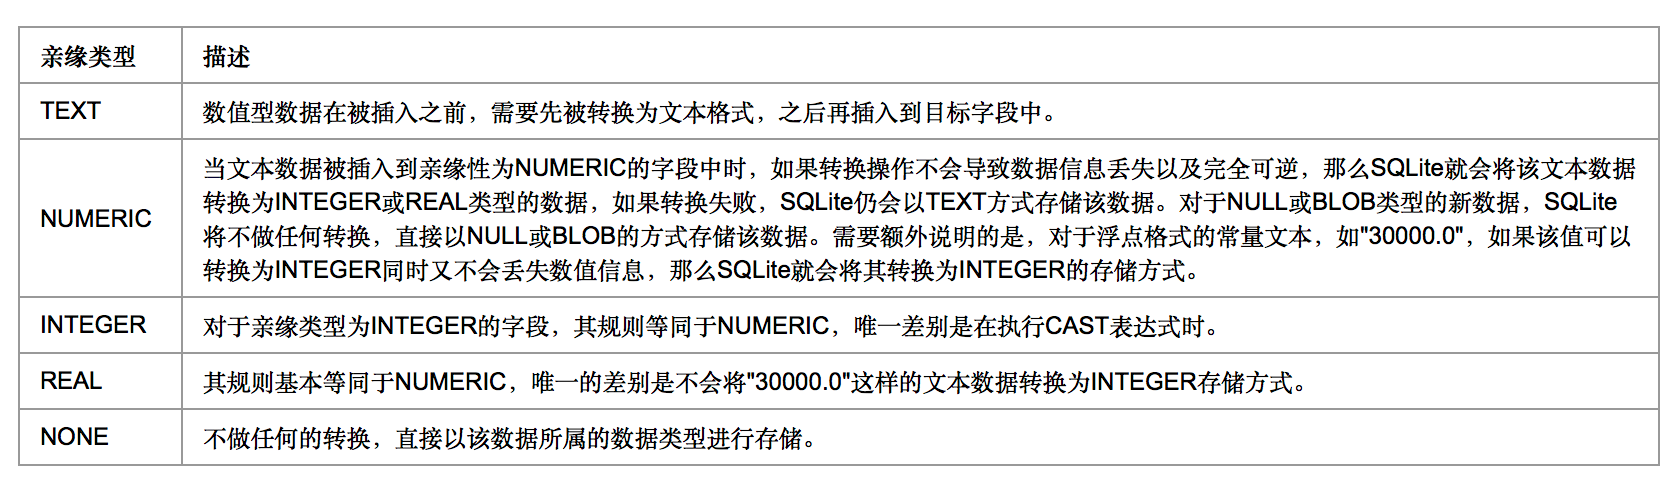 亲缘类型 描述
TEXT 数值型数据在被插入之前，需要先被转换为文本格式，之后再插入到目标字段中。
当文本数据被插入到亲缘性为NUMERIC的字段中时，如果转换操作不会导致数据信息丢失以及完全可逆，那么SQLite就会将该文本数据
转换为INTEGER或REAL类型的数据，如果转换失败，SQLite仍会以TEXT方式存储该数据。对于NULL或BLOB类型的新数据，SQLite
NUMERIC
将不做任何转换，直接以NULL或BLOB的方式存储该数据。需要额外说明的是，对于浮点格式的常量文本，如"30000.0"，如果该值可以
转换为INTEGER同时又不会丢失数值信息，那么SQLite就会将其转换为INTEGER的存储方式。
INTEGER 对于亲缘类型为INTEGER的字段，其规则等同于NUMERIC，唯一差别是在执行CAST表达式时。
REAL 其规则基本等同于NUMERIC，唯一的差别是不会将"30000.0"这样的文本数据转换为INTEGER存储方式。
NONE 不做任何的转换，直接以该数据所属的数据类型进行存储。